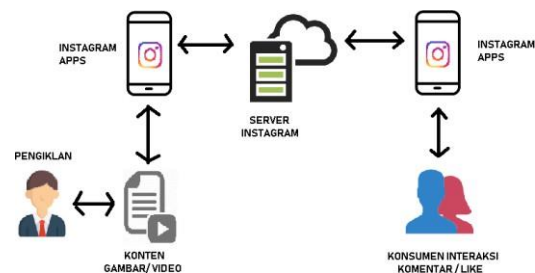 INSTAGRAM
APPS
INSTAGRAM
APPS
SERVER
INSTAGRAM
PENGIKLAN
KONTEN
GAMBAR/VIDEO
KONSUMEN INTERAKSI
KOMENTAR / LIKE